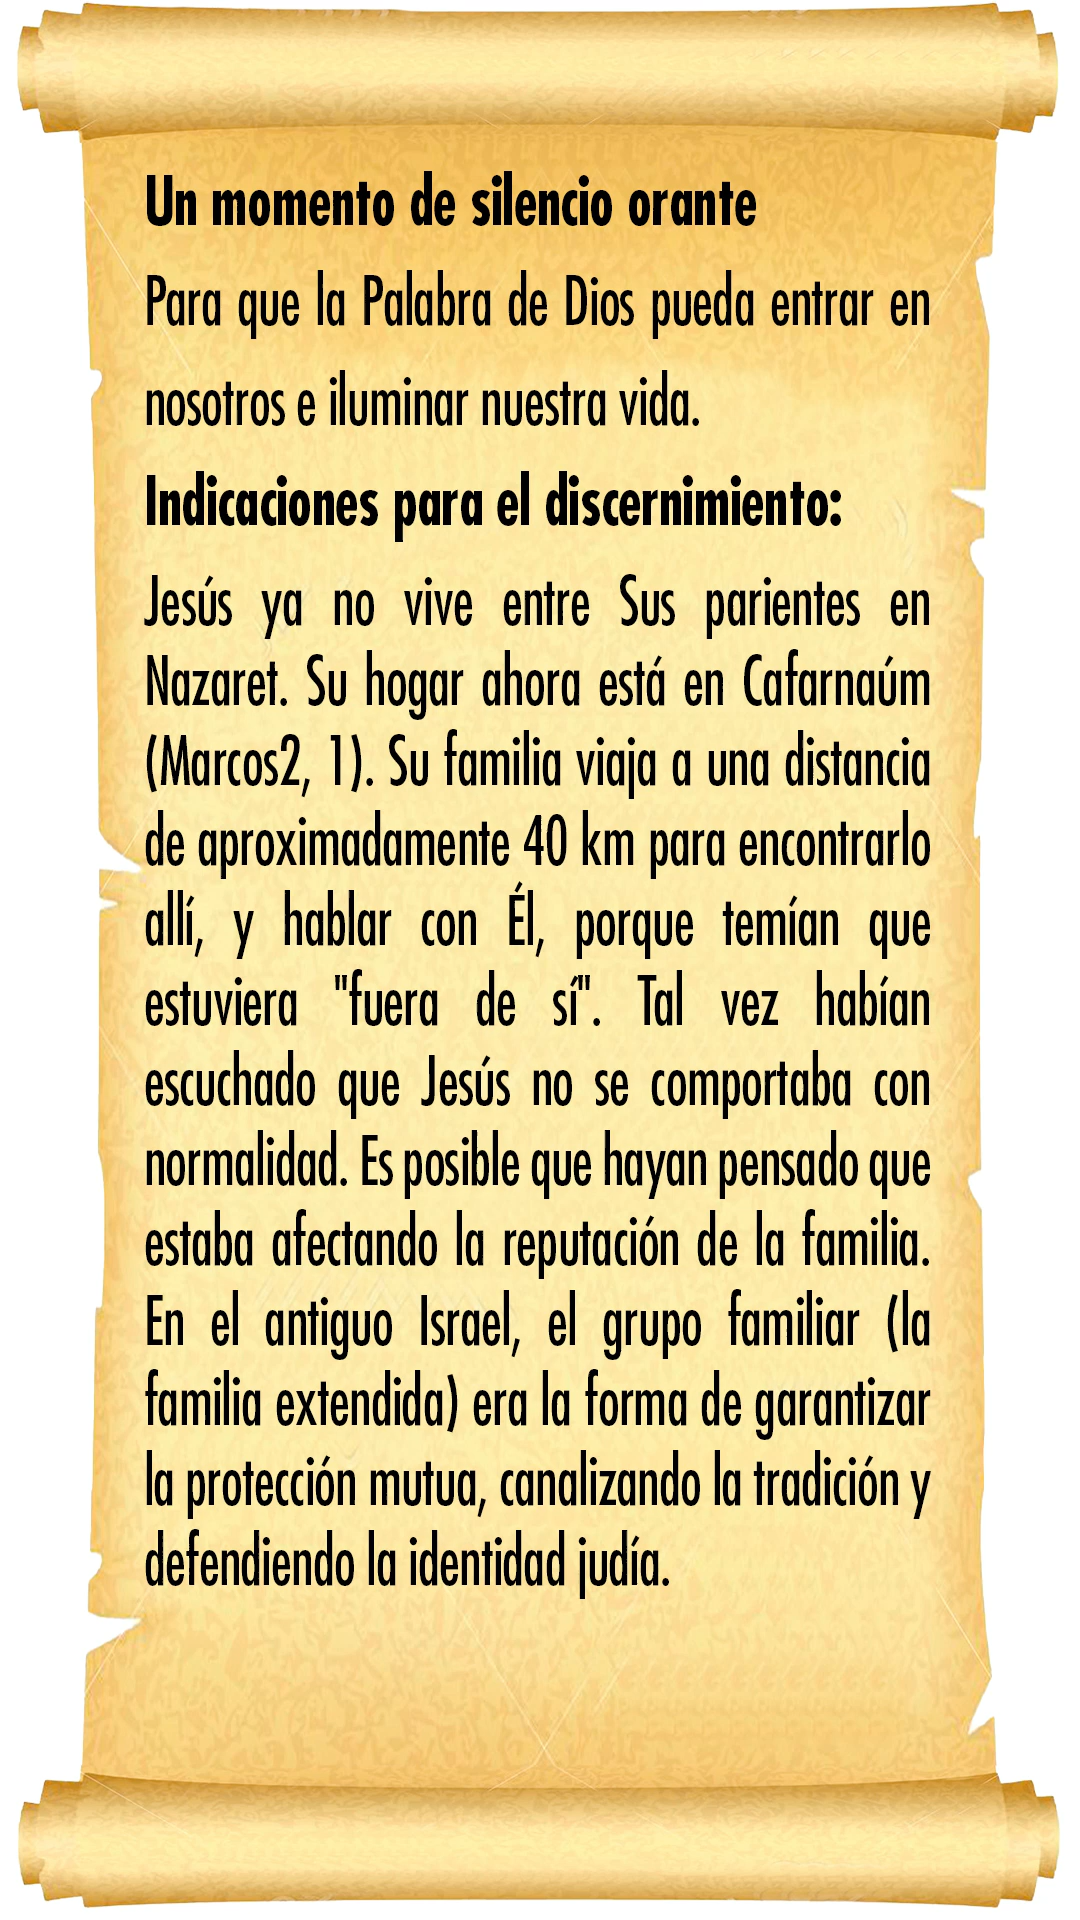 Un momento de silencio orante
Para que la Palabra de Dios pueda entrar en
nosotros e iluminar nuestra vida.
Indicaciones para el discernimiento:
Jesús ya no vive entre Sus parientes en
Nazaret. Su hogar ahora está en Cafarnaúm
(Marcos2, 1). Su familia viaja a una distancia
de aproximadamente 40 km para encontrarlo
allí, y hablar con Él, porque temían que
estuviera "fuera de sí". Tal vez habían
escuchado que Jesús no se comportaba con
normalidad. Es posible que hayan pensado que
estaba afectando la reputación de la familia.
En el antiguo Israel, el grupo familiar (la
familia extendida) era la forma de garantizar
la protección mutua, canalizando la tradición y
defendiendo la identidad judía.